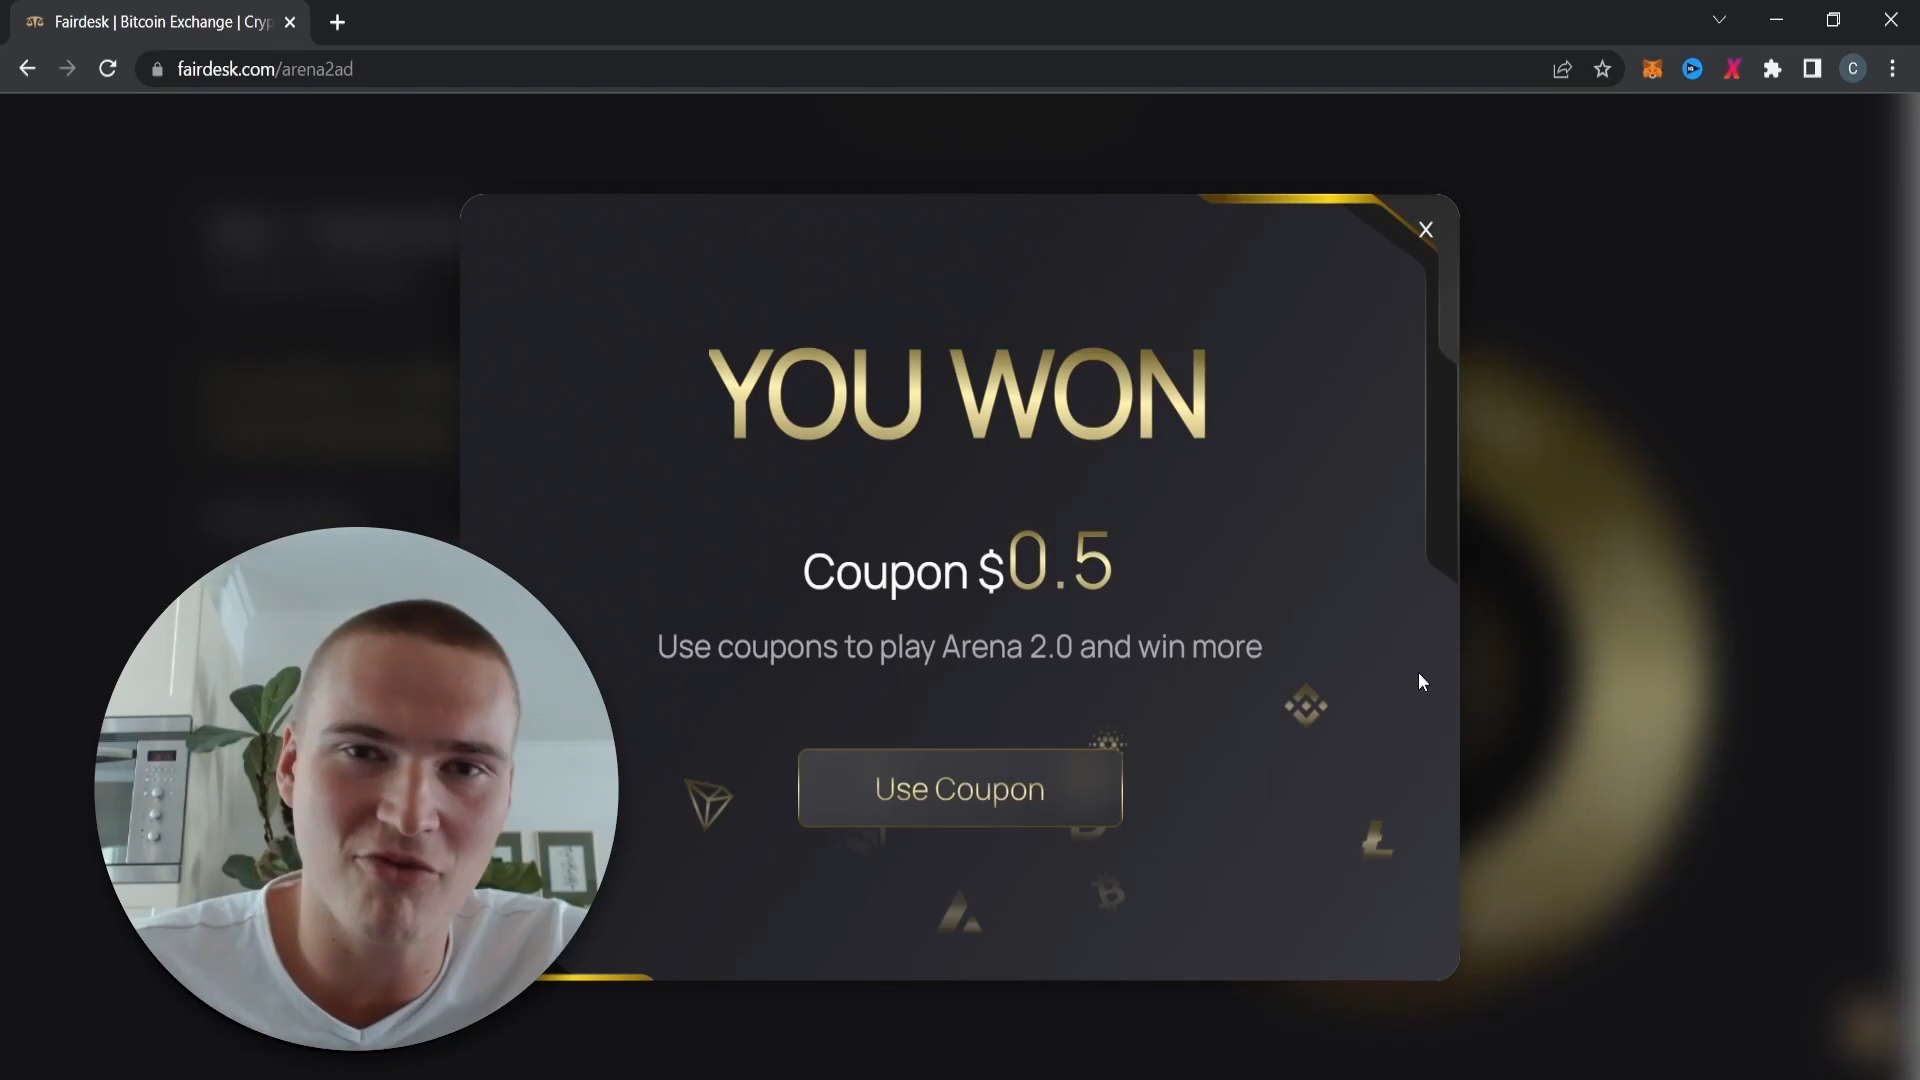 Fairdesk | Bitcoin Exchange | Cryp
fairdesk.com/arena2ad
C
X
YOU WON
Coupon $0.5
Use coupons to play Arena 2.0 and win more
Use Coupon